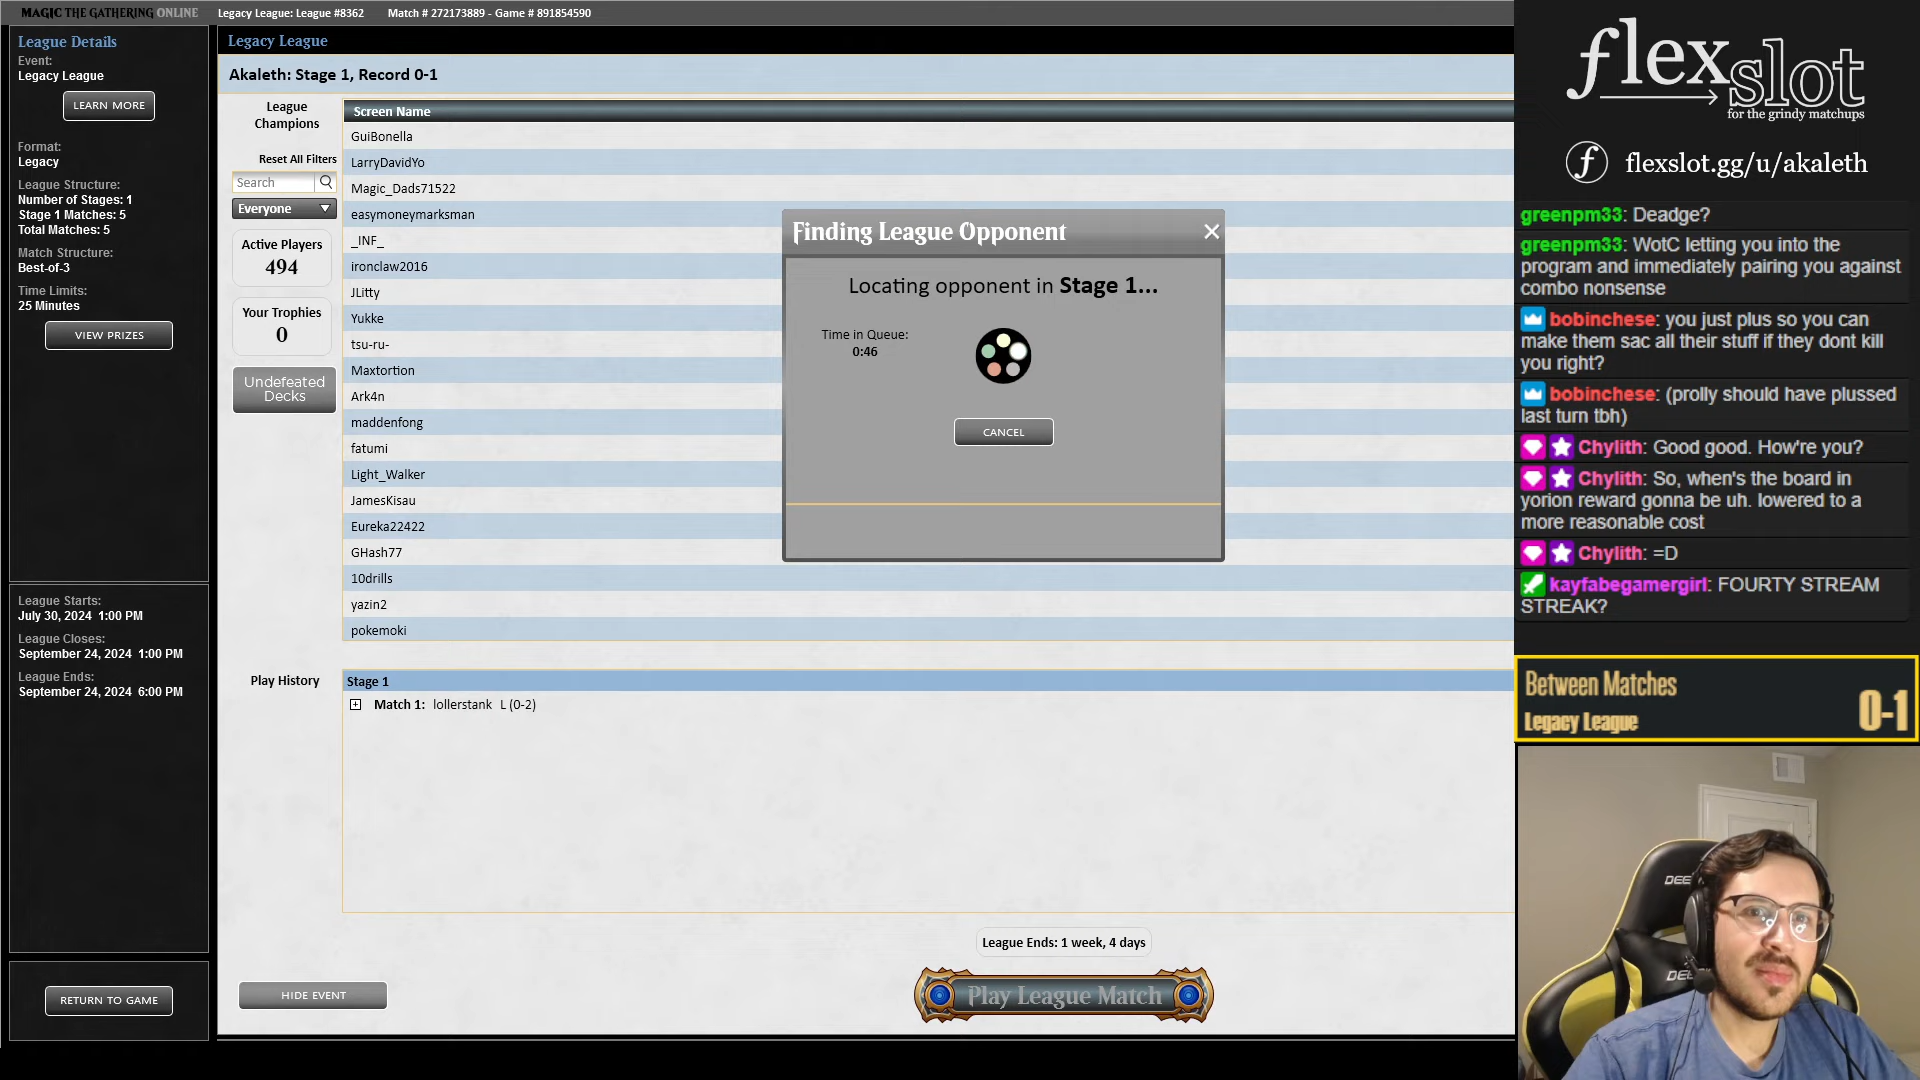 MAGIC THE GATHERING ONLINE
Legacy League: League #8362
Match # 272173889 - Game # 891854590
League Details
Event:
Legacy League
LEARN MORE
Format:
Legacy
League Structure:
Number of Stages: 1
Stage 1 Matches: 5
Total Matches: 5
Match Structure:
Best-of-3
Time Limits:
25 Minutes
VIEW PRIZES
League Starts:
July 30, 2024 1:00 PM
League Closes:
September 24, 2024 1:00 PM
League Ends:
September 24, 2024 6:00 PM
RETURN TO GAME
Legacy League
Akaleth: Stage 1, Record 0-1
League
Champions
Reset All Filters
Search
Everyone
Active Players
494
Your Trophies
0
Undefeated
Decks
Screen Name
GuiBonella
LarryDavidYo
Magic_Dads71522
easymoneymarksman
_INF_
ironclaw2016
JLitty
Yukke
tsu-ru-
Maxtortion
Ark4n
maddenfong
fatumi
Light_Walker
JamesKisau
Eureka22422
GHash77
10drills
yazin2
pokemoki
Finding League Opponent
Locating opponent in Stage 1...
Time in Queue:
0:46
CANCEL
Play History
Stage 1
Match 1: lollerstank L (0-2)
League Ends: 1 week, 4 days
HIDE EVENT
Play League Match
flex
slot
for the grindy matchups
f flexslot.gg/u/akaleth
greenpm33: Deadge?
greenpm33: WotC letting you into the
program and immediately pairing you against
combo nonsense
bobinchese: you just plus so you can
make them sac all their stuff if they dont kill
you right?
bobinchese: (prolly should have plussed
last turn tbh)
Chylith: Good good. How're you?
Chylith: So, when's the board in
yorion reward gonna be uh. lowered to a
more reasonable cost
Chylith: =D
kayfabegamergirl: FOURTY STREAM
STREAK?
Between Matches
Legacy League
0-1
DEE
DEE